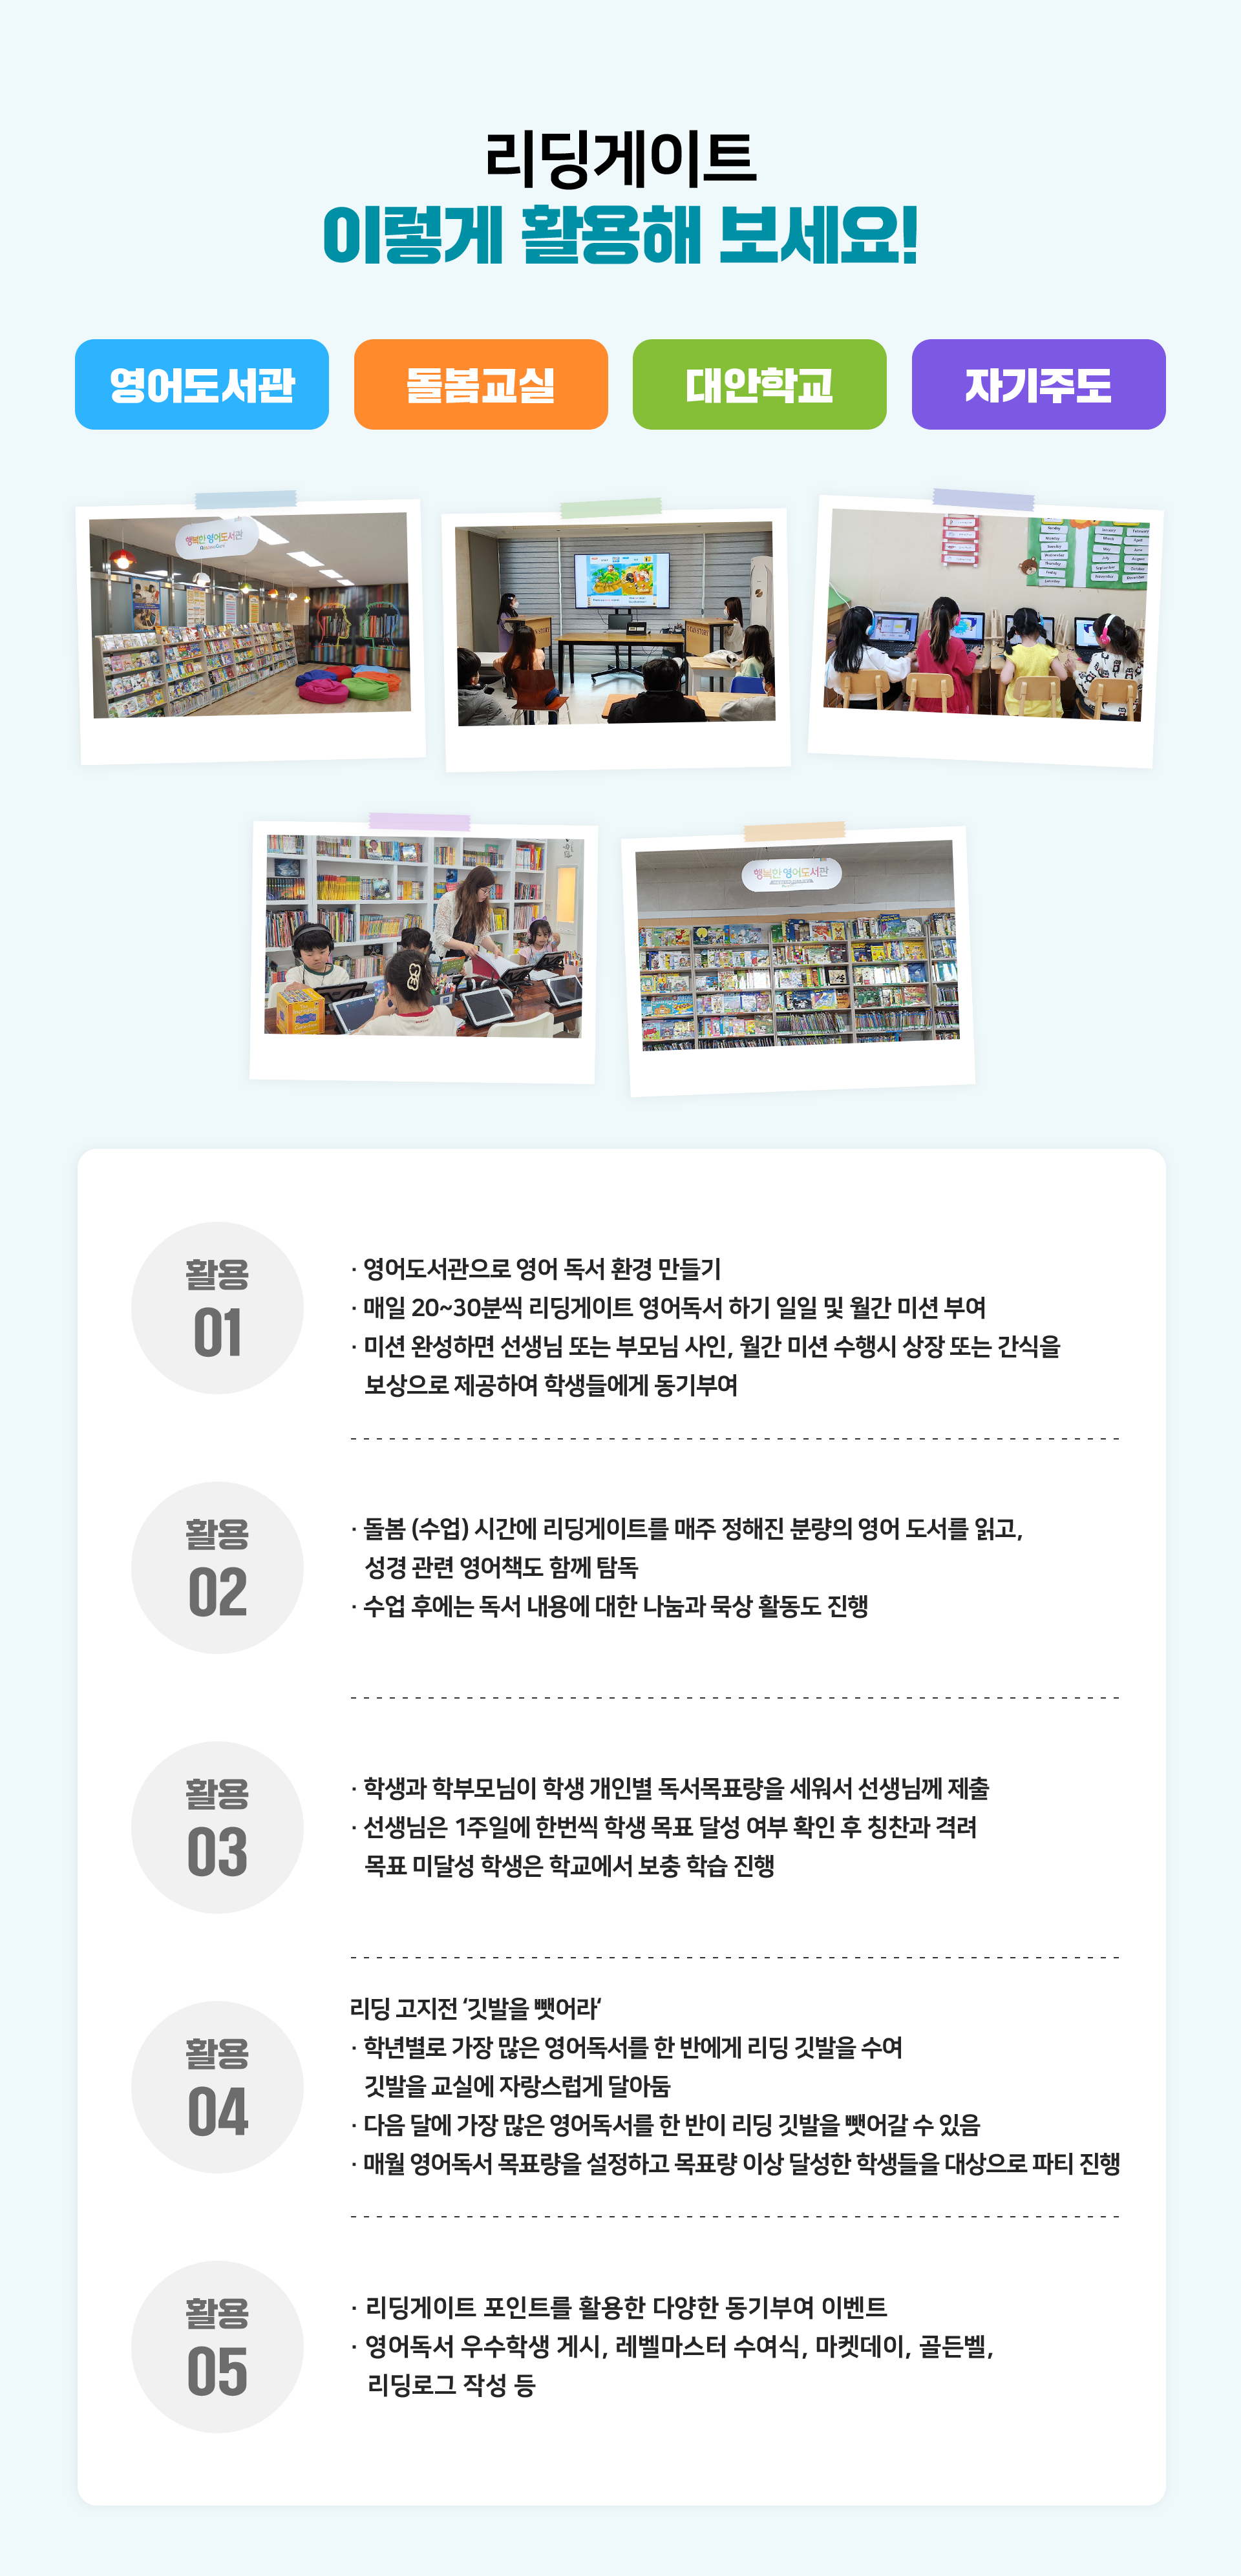 리딩게이트
이렇게 활용해 보세요!
영어도서관
돌봄교실
대안학교
자기주도
행복한 영어도서관
행복한 영어도서관
활용
01
· 영어도서관으로 영어 독서 환경 만들기
· 매일 20~30분씩 리딩게이트 영어독서 하기 일일 및 월간 미션 부여
· 미션 완성하면 선생님 또는 부모님 사인, 월간 미션 수행시 상장 또는 간식을
보상으로 제공하여 학생들에게 동기부여
활용
02
· 돌봄 (수업) 시간에 리딩게이트를 매주 정해진 분량의 영어 도서를 읽고,
성경 관련 영어책도 함께 탐독
· 수업 후에는 독서 내용에 대한 나눔과 묵상 활동도 진행
활용
03
· 학생과 학부모님이 학생 개인별 독서목표량을 세워서 선생님께 제출
· 선생님은 1주일에 한번씩 학생 목표 달성 여부 확인 후 칭찬과 격려
목표 미달성 학생은 학교에서 보충 학습 진행
활용
04
리딩 고지전 ‘깃발을 뺏어라‘
· 학년별로 가장 많은 영어독서를 한 반에게 리딩 깃발을 수여
깃발을 교실에 자랑스럽게 달아둠
· 다음 달에 가장 많은 영어독서를 한 반이 리딩 깃발을 뺏어갈 수 있음
· 매월 영어독서 목표량을 설정하고 목표량 이상 달성한 학생들을 대상으로 파티 진행
활용
05
· 리딩게이트 포인트를 활용한 다양한 동기부여 이벤트
· 영어독서 우수학생 게시, 레벨마스터 수여식, 마켓데이, 골든벨,
리딩로그 작성 등